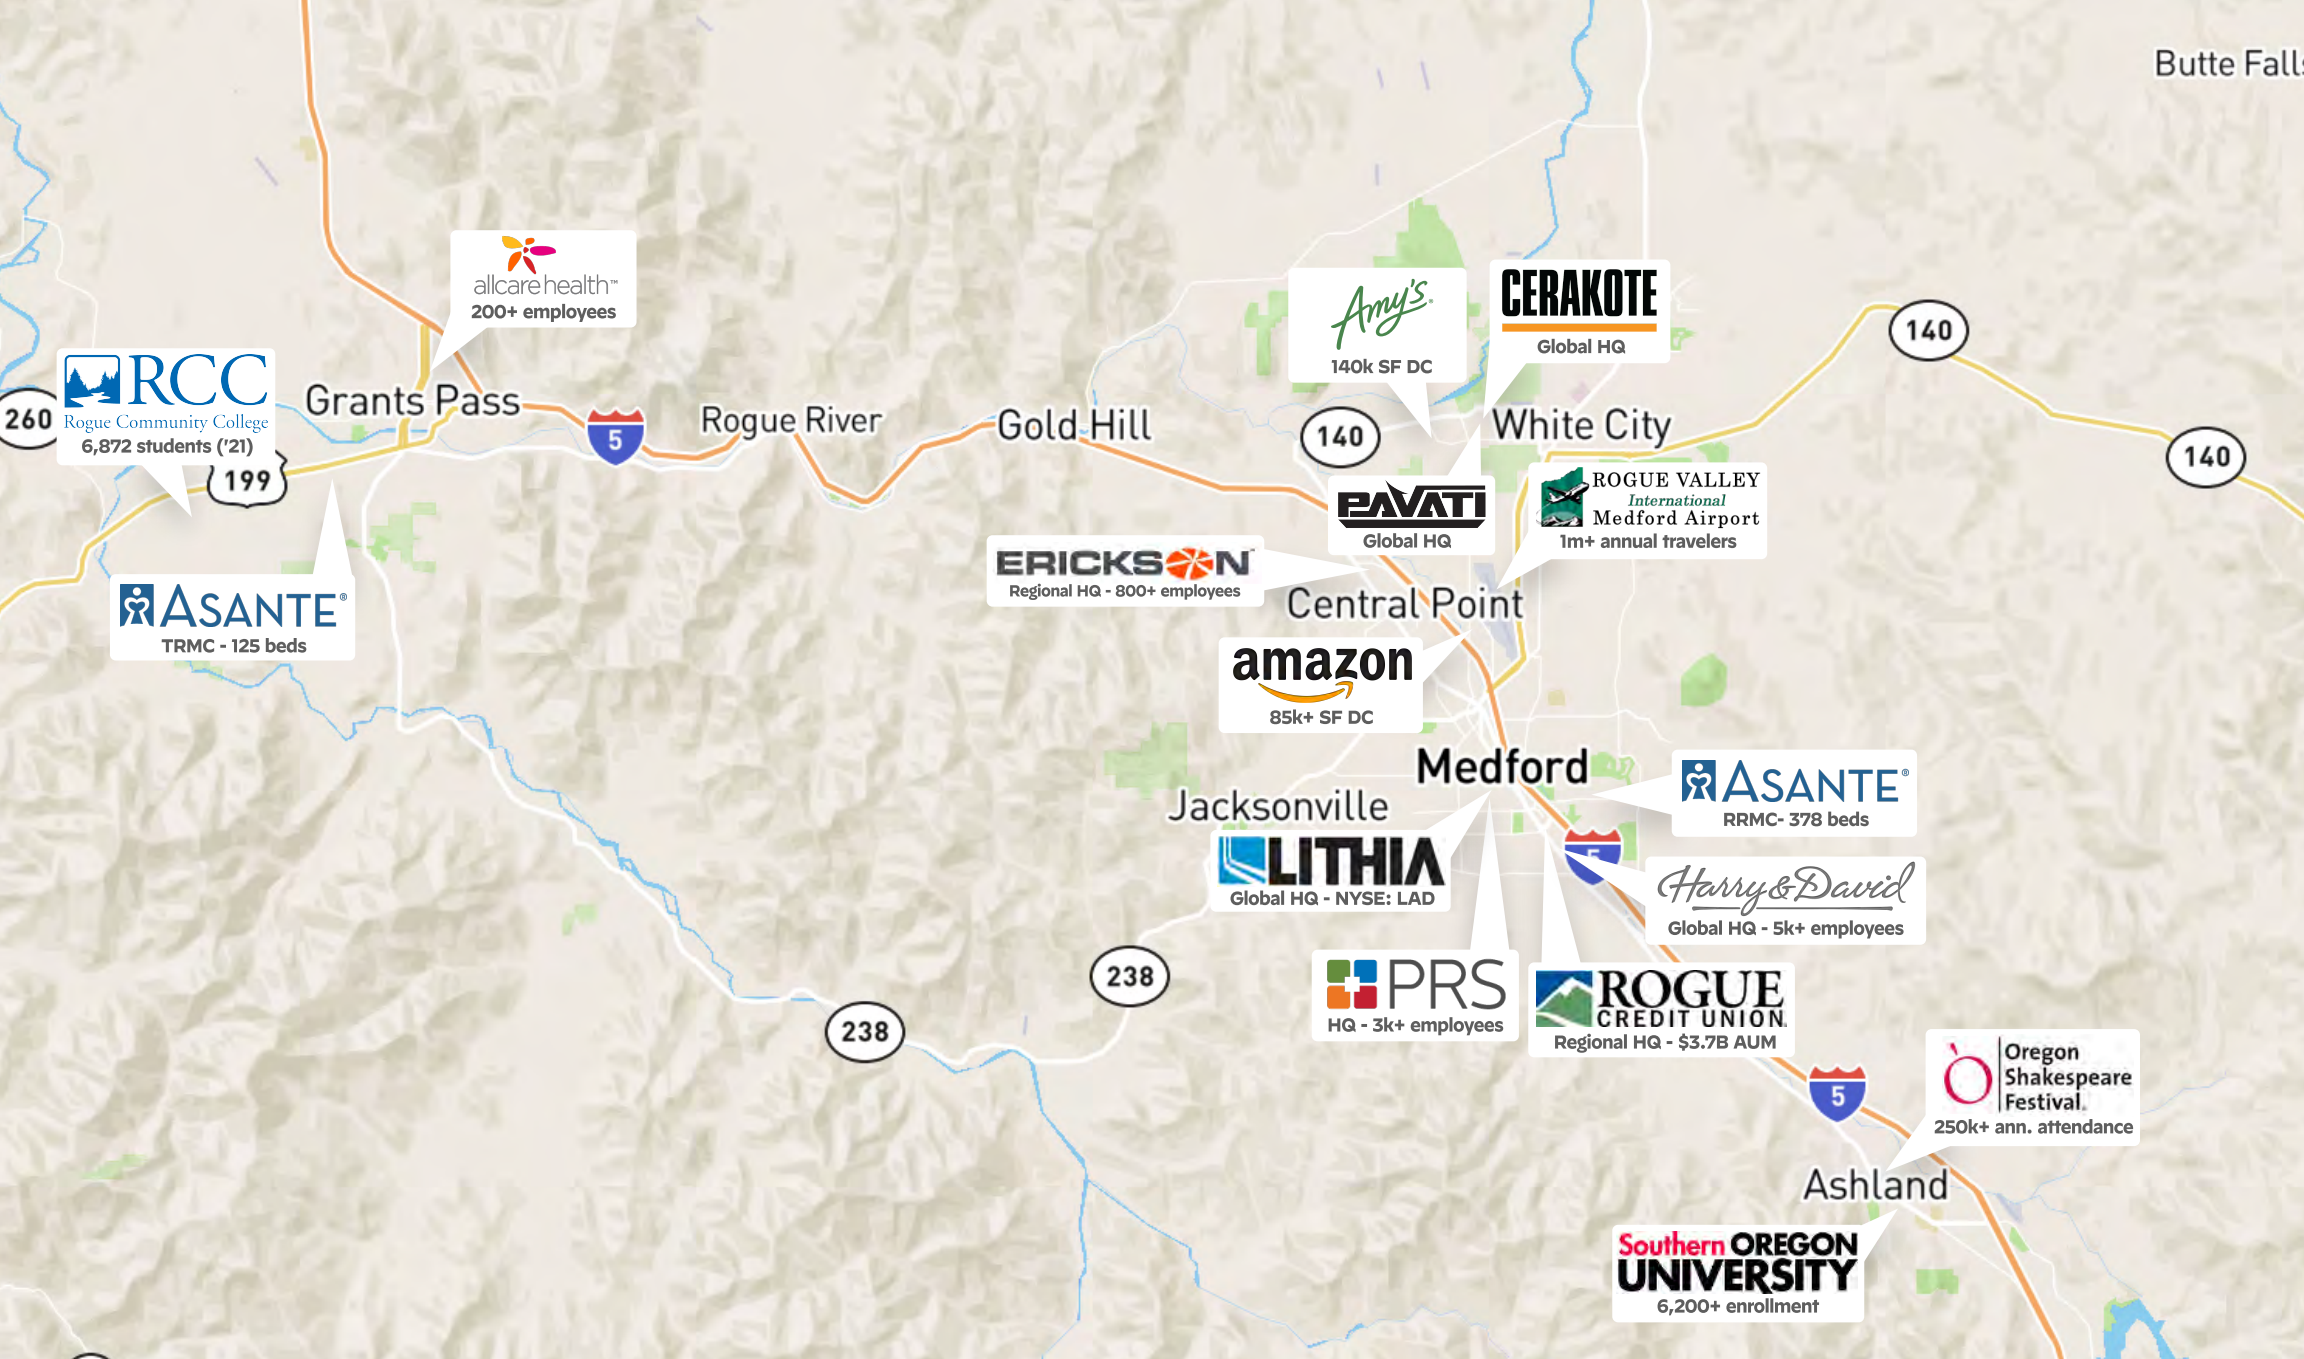 Butte Falls
allcare health™
200+ employees
RCC
Rogue Community College
6,872 students ('21)
260
199
Grants Pass
5
Rogue River
Gold Hill
Amy's
140k SF DC
CERAKOTE
Global HQ
140
140
White City
140
PAVATI
Global HQ
ROGUE VALLEY
International
Medford Airport
1m+ annual travelers
ERICKSON
Regional HQ - 800+ employees
Central Point
ASANTE®
TRMC - 125 beds
amazon
85k+ SF DC
Medford
Jacksonville
ASANTE®
RRMC- 378 beds
LITHIA
Global HQ - NYSE: LAD
5
Harry & David
Global HQ - 5k+ employees
238
238
PRS
HQ - 3k+ employees
ROGUE
CREDIT UNION
Regional HQ - $3.7B AUM
5
Oregon
Shakespeare
Festival.
250k+ ann. attendance
Ashland
Southern OREGON
UNIVERSITY
6,200+ enrollment